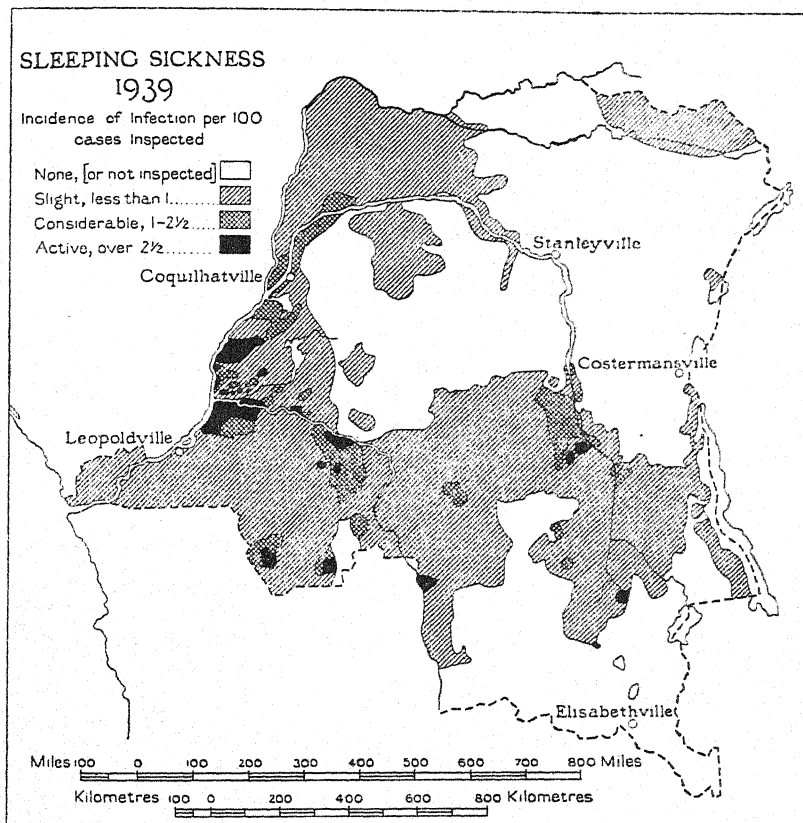 SLEEPING SICKNESS
1939
Incidence of Infection per 100
cases Inspected
None, [or not inspected]
Slight, less than 1........
Considerable, 1-2½......
Active, over 2½........
Stanleyville
Coquilhatville
Costermansville
Leopoldville
Elisabethville
Miles 100 0 100 200 300 400 500 600 700 800 Miles
Kilometres 100 0 200 400 600 800 Kilometres